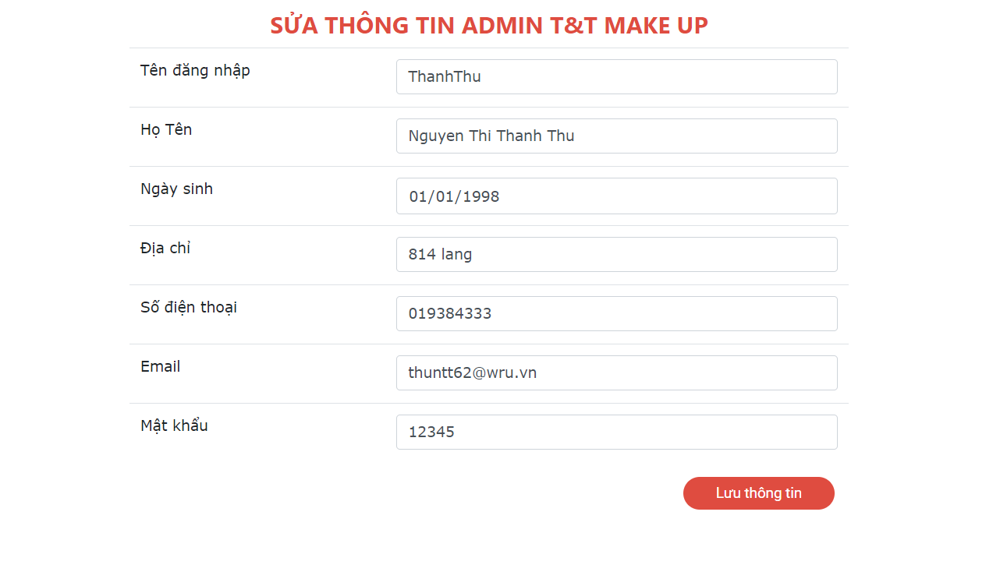 SỬA THÔNG TIN ADMIN T&T MAKE UP
Tên đăng nhập ThanhThu
Họ Tên Nguyen Thi Thanh Thu
Ngày sinh 01/01/1998
Địa chỉ 814 lang
Số điện thoại 019384333
Email thuntt62@wru.vn
Mật khẩu 12345
Lưu thông tin